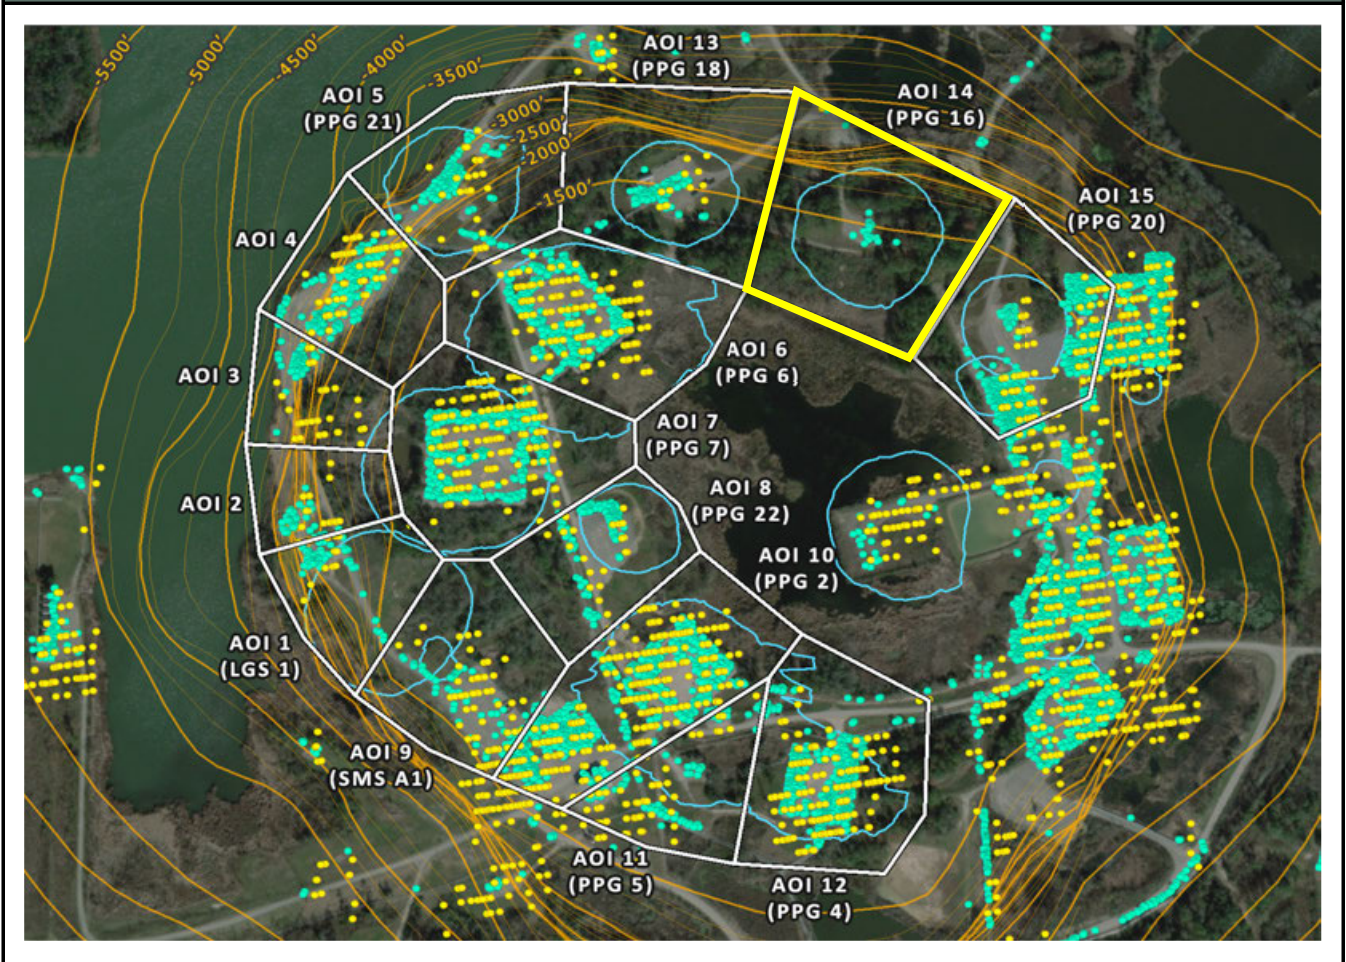 -5500'
-5000'
-4500'
-4000'
-3500'
-3000'
-2500'
-2000'
-1500'
AOI 13
(PPG 18)
AOI 5
(PPG 21)
AOI 14
(PPG 16)
AOI 15
(PPG 20)
AOI 4
AOI 3
AOI 6
(PPG 6)
AOI 7
(PPG 7)
AOI 2
AOI 8
(PPG 22)
AOI 10
(PPG 2)
AOI 1
(LGS 1)
AOI 9
(SMS A1)
AOI 11
(PPG 5)
AOI 12
(PPG 4)